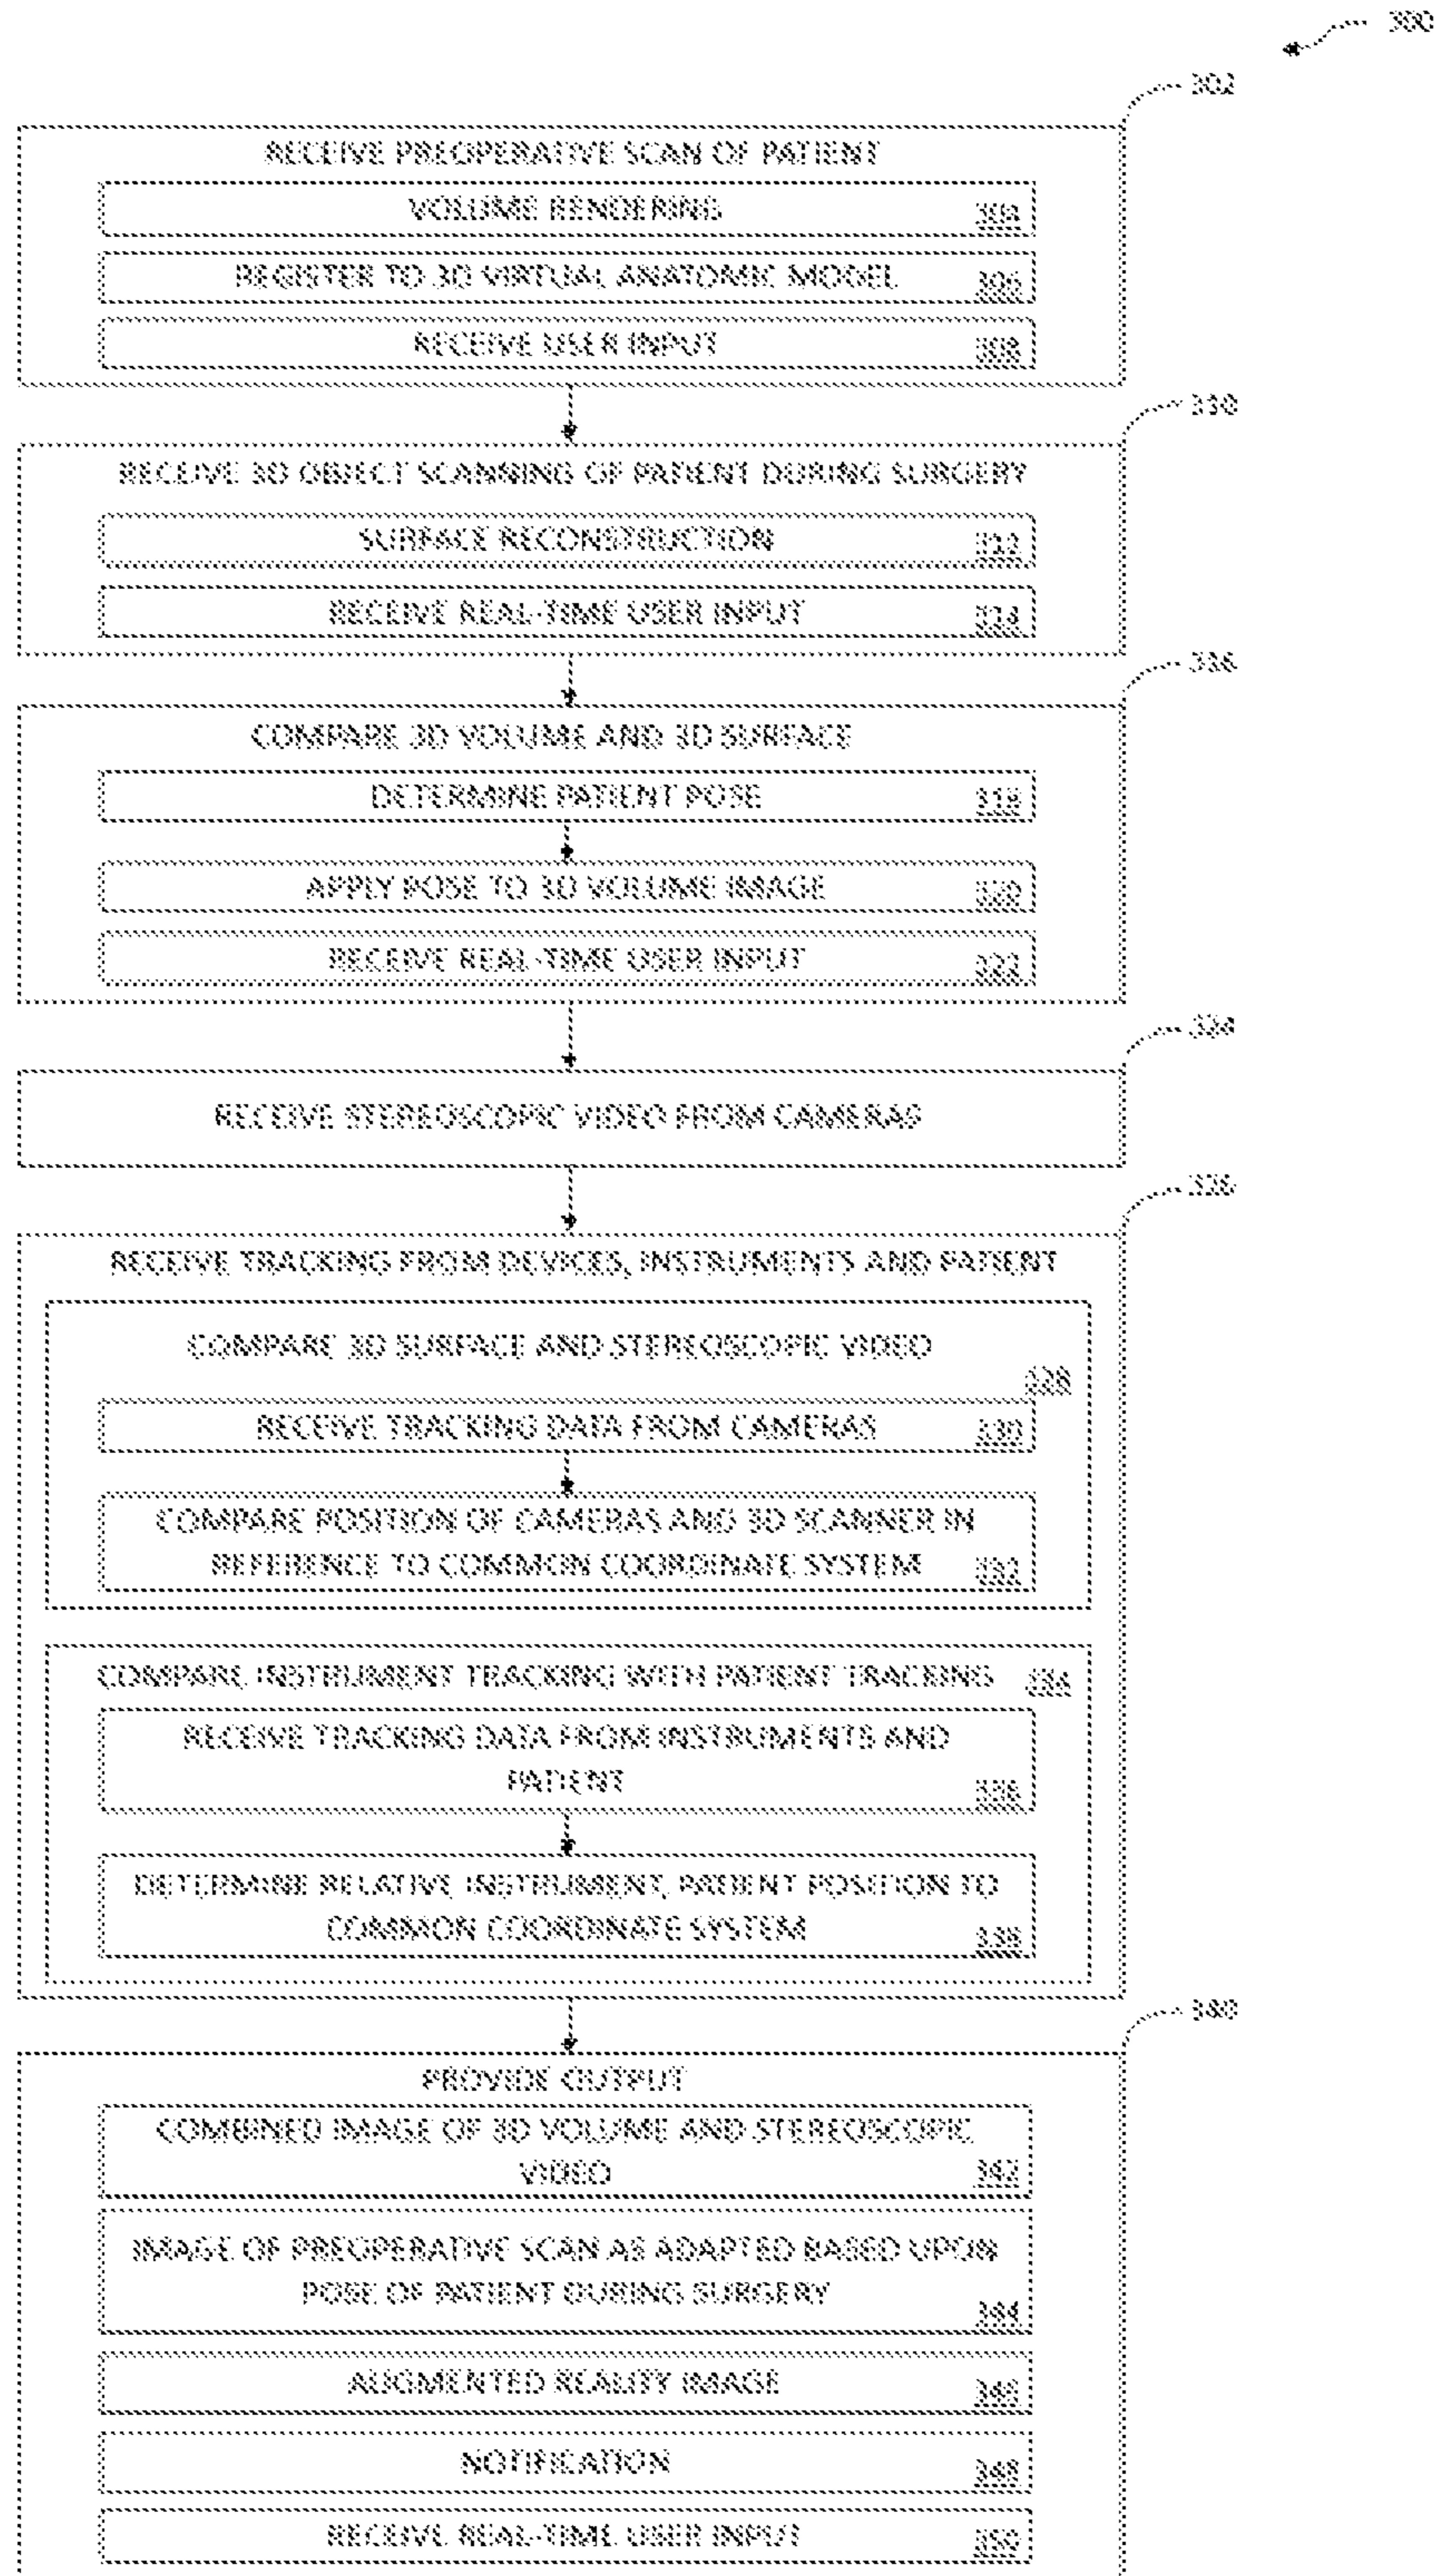 300
302
RECEIVE PREOPERATIVE SCAN OF PATIENT
VOLUME RENDERING 304
REGISTER TO 3D VIRTUAL ANATOMIC MODEL 306
RECEIVE USER INPUT 308
310
RECEIVE 3D OBJECT SCANNING OF PATIENT DURING SURGERY
SURFACE RECONSTRUCTION 312
RECEIVE REAL-TIME USER INPUT 314
316
COMPARE 3D VOLUME AND 3D SURFACE
DETERMINE PATIENT POSE 318
APPLY POSE TO 3D VOLUME IMAGE 320
RECEIVE REAL-TIME USER INPUT 322
324
RECEIVE STEREOSCOPIC VIDEO FROM CAMERAS
326
RECEIVE TRACKING FROM DEVICES, INSTRUMENTS AND PATIENT
COMPARE 3D SURFACE AND STEREOSCOPIC VIDEO
328
RECEIVE TRACKING DATA FROM CAMERAS 330
COMPARE POSITION OF CAMERAS AND 3D SCANNER IN
REFERENCE TO COMMON COORDINATE SYSTEM 332
COMPARE INSTRUMENT TRACKING WITH PATIENT TRACKING 334
RECEIVE TRACKING DATA FROM INSTRUMENTS AND
PATIENT 336
DETERMINE RELATIVE INSTRUMENT, PATIENT POSITION TO
COMMON COORDINATE SYSTEM 338
340
PROVIDE OUTPUT
COMBINED IMAGE OF 3D VOLUME AND STEREOSCOPIC
VIDEO 342
IMAGE OF PREOPERATIVE SCAN AS ADAPTED BASED UPON
POSE OF PATIENT DURING SURGERY
344
AUGMENTED REALITY IMAGE 346
NOTIFICATION 348
RECEIVE REAL-TIME USER INPUT 350